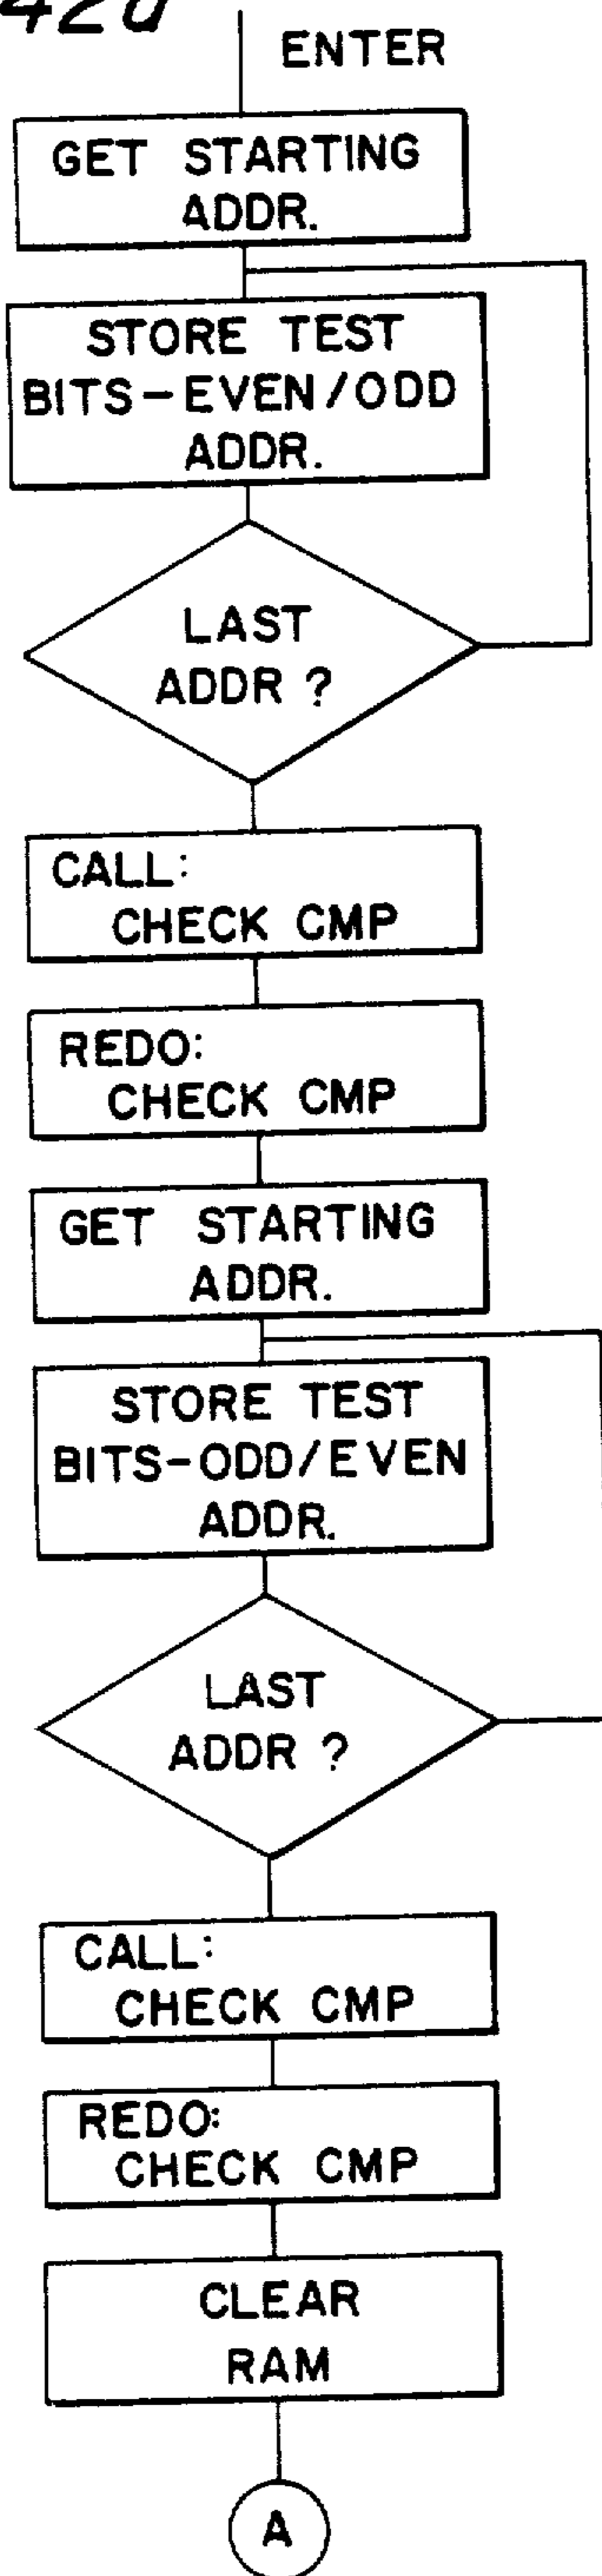 42a
ENTER
GET STARTING
ADDR.
STORE TEST
BITS-EVEN/ODD
ADDR.
LAST
ADDR ?
CALL:
CHECK CMP
REDO:
CHECK CMP
GET STARTING
ADDR.
STORE TEST
BITS-ODD/EVEN
ADDR.
LAST
ADDR ?
CALL:
CHECK CMP
REDO:
CHECK CMP
CLEAR
RAM
A